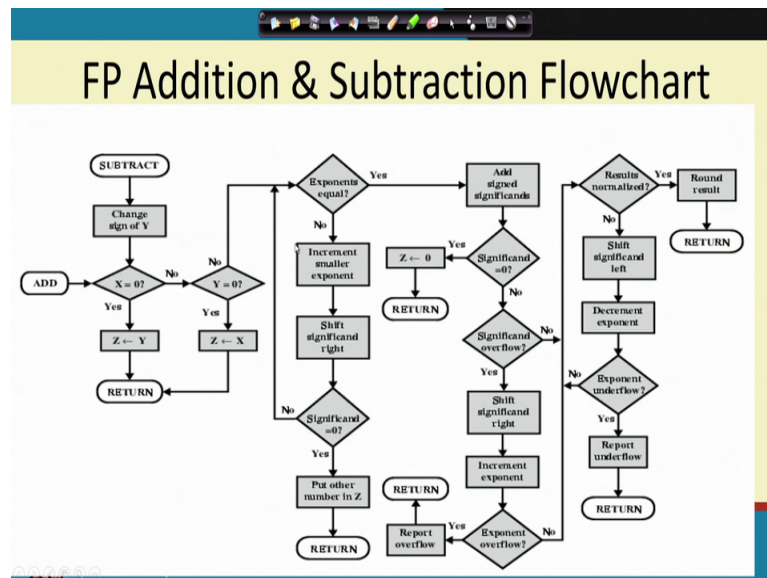 FP Addition & Subtraction Flowchart
SUBTRACT
Change
sign of Y
ADD
X = 0?
No
Yes
Z ← Y
RETURN
Y = 0?
No
Yes
Z ← X
Exponents
equal?
Yes
No
Increment
smaller
exponent
Shift
significand
right
Significand
=0?
No
Yes
Put other
number in Z
RETURN
Add
signed
significands
Significand
=0?
Yes
Z ← 0
RETURN
No
Significand
overflow?
No
Yes
Shift
significand
right
Increment
exponent
Exponent
overflow?
Yes
Report
overflow
RETURN
No
Results
normalized?
Yes
Round
result
RETURN
No
Shift
significand
left
Decrement
exponent
Exponent
underflow?
No
Yes
Report
underflow
RETURN